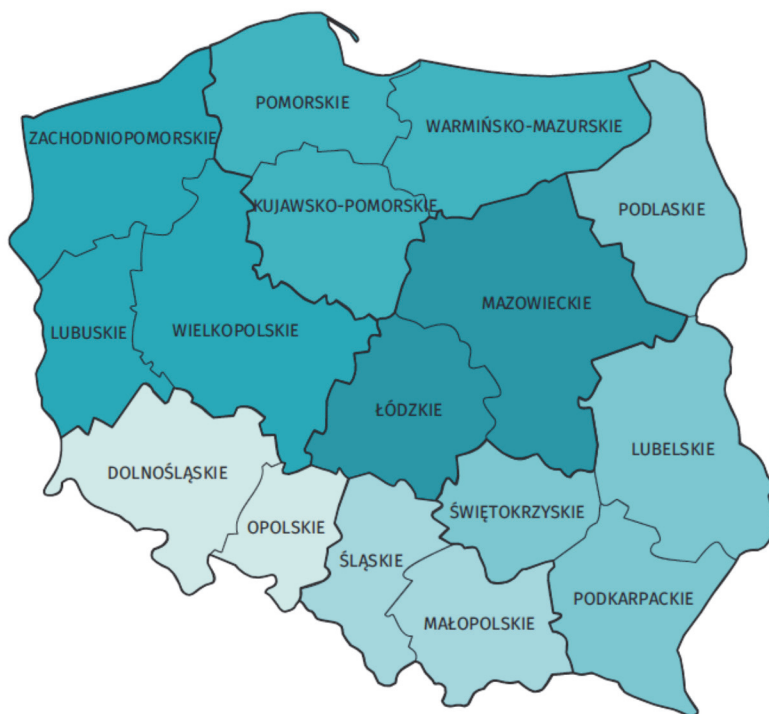 POMORSKIE
WARMIŃSKO-MAZURSKIE
ZACHODNIOPOMORSKIE
KUJAWSKO-POMORSKIE
PODLASKIE
MAZOWIECKIE
LUBUSKIE
WIELKOPOLSKIE
ŁÓDZKIE
LUBELSKIE
DOLNOŚLĄSKIE
ŚWIĘTOKRZYSKIE
OPOLSKIE
ŚLĄSKIE
PODKARPACKIE
MAŁOPOLSKIE